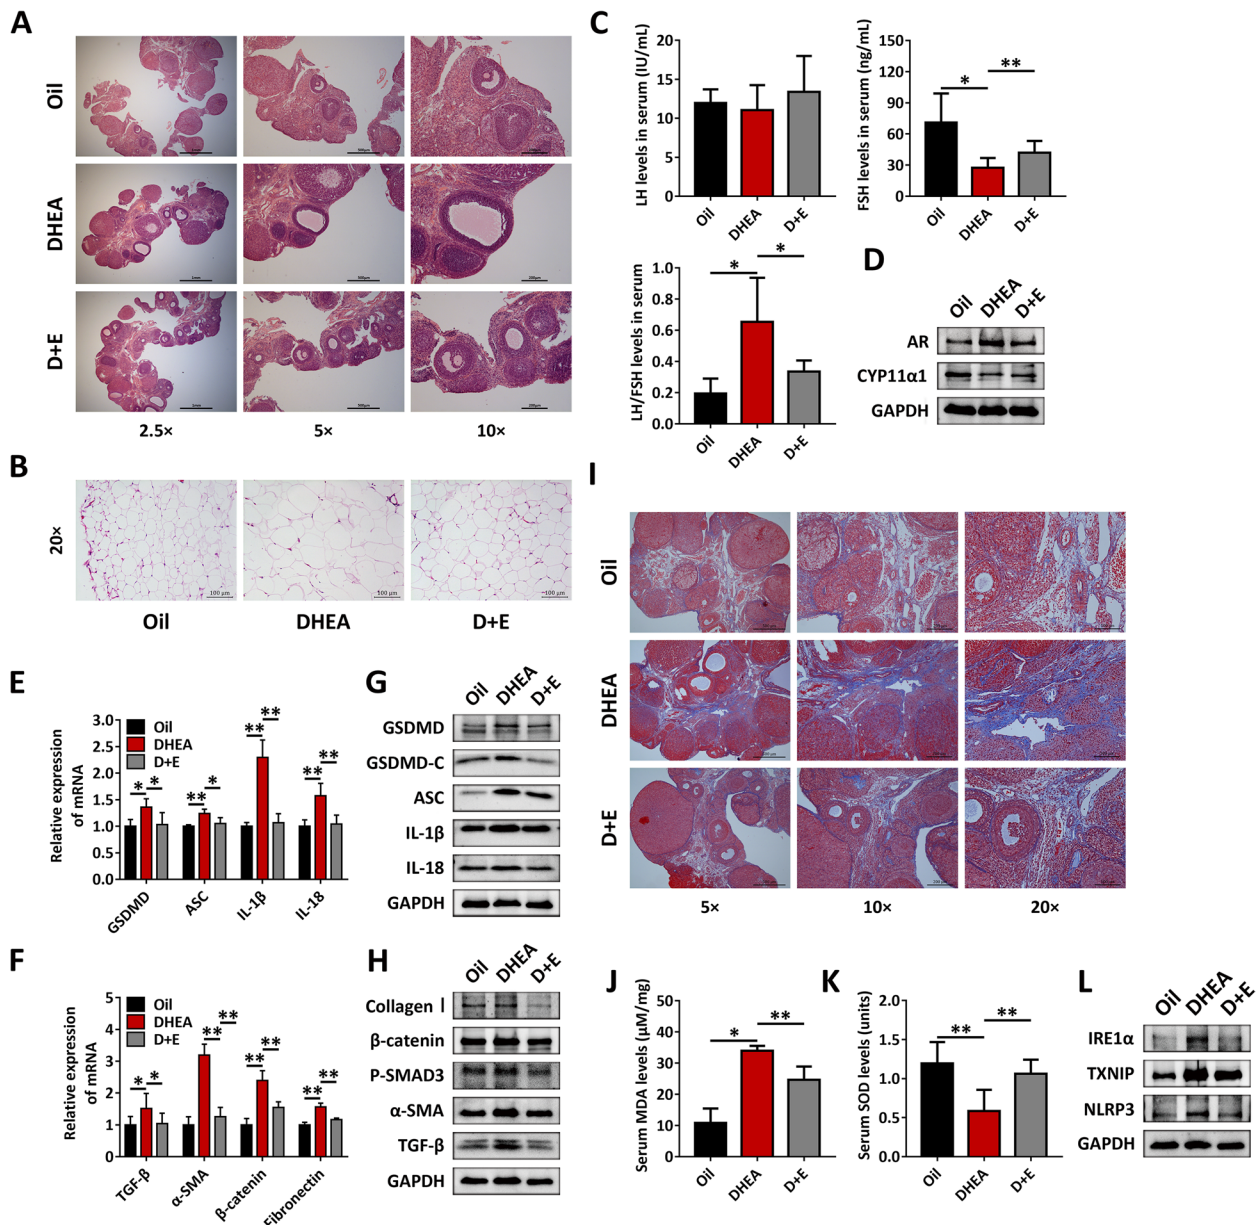 A
Oil
DHEA
D+E
2.5×
5×
10×
B
20×
100 μm
100 μm
100 μm
Oil
DHEA
D+E
C
LH levels in serum (IU/mL)
20
15
10
5
0
Oil
DHEA
D+E
FSH levels in serum (ng/mL)
150
120
90
60
30
0
*
**
Oil
DHEA
D+E
LH/FSH levels in serum
1.0
0.8
0.6
0.4
0.2
0.0
*
*
Oil
DHEA
D+E
D
Oil
DHEA
D+E
AR
CYP11α1
GAPDH
E
Relative expression
of mRNA
3.0
2.5
2.0
1.5
1.0
0.5
0.0
Oil
DHEA
D+E
* *
** *
** **
** **
GSDMD
ASC
IL-1β
IL-18
F
Relative expression
of mRNA
5
4
3
2
1
0
Oil
DHEA
D+E
* *
** **
** **
** **
TGF-β
α-SMA
β-catenin
Fibronectin
G
Oil
DHEA
D+E
GSDMD
GSDMD-C
ASC
IL-1β
IL-18
GAPDH
H
Oil
DHEA
D+E
Collagen Ⅰ
β-catenin
P-SMAD3
α-SMA
TGF-β
GAPDH
I
Oil
DHEA
D+E
5×
10×
20×
J
Serum MDA levels (μM/mg)
50
40
30
20
10
0
*
**
Oil
DHEA
D+E
K
Serum SOD levels (units)
2.0
1.5
1.0
0.5
0.0
**
**
Oil
DHEA
D+E
L
Oil
DHEA
D+E
IRE1α
TXNIP
NLRP3
GAPDH